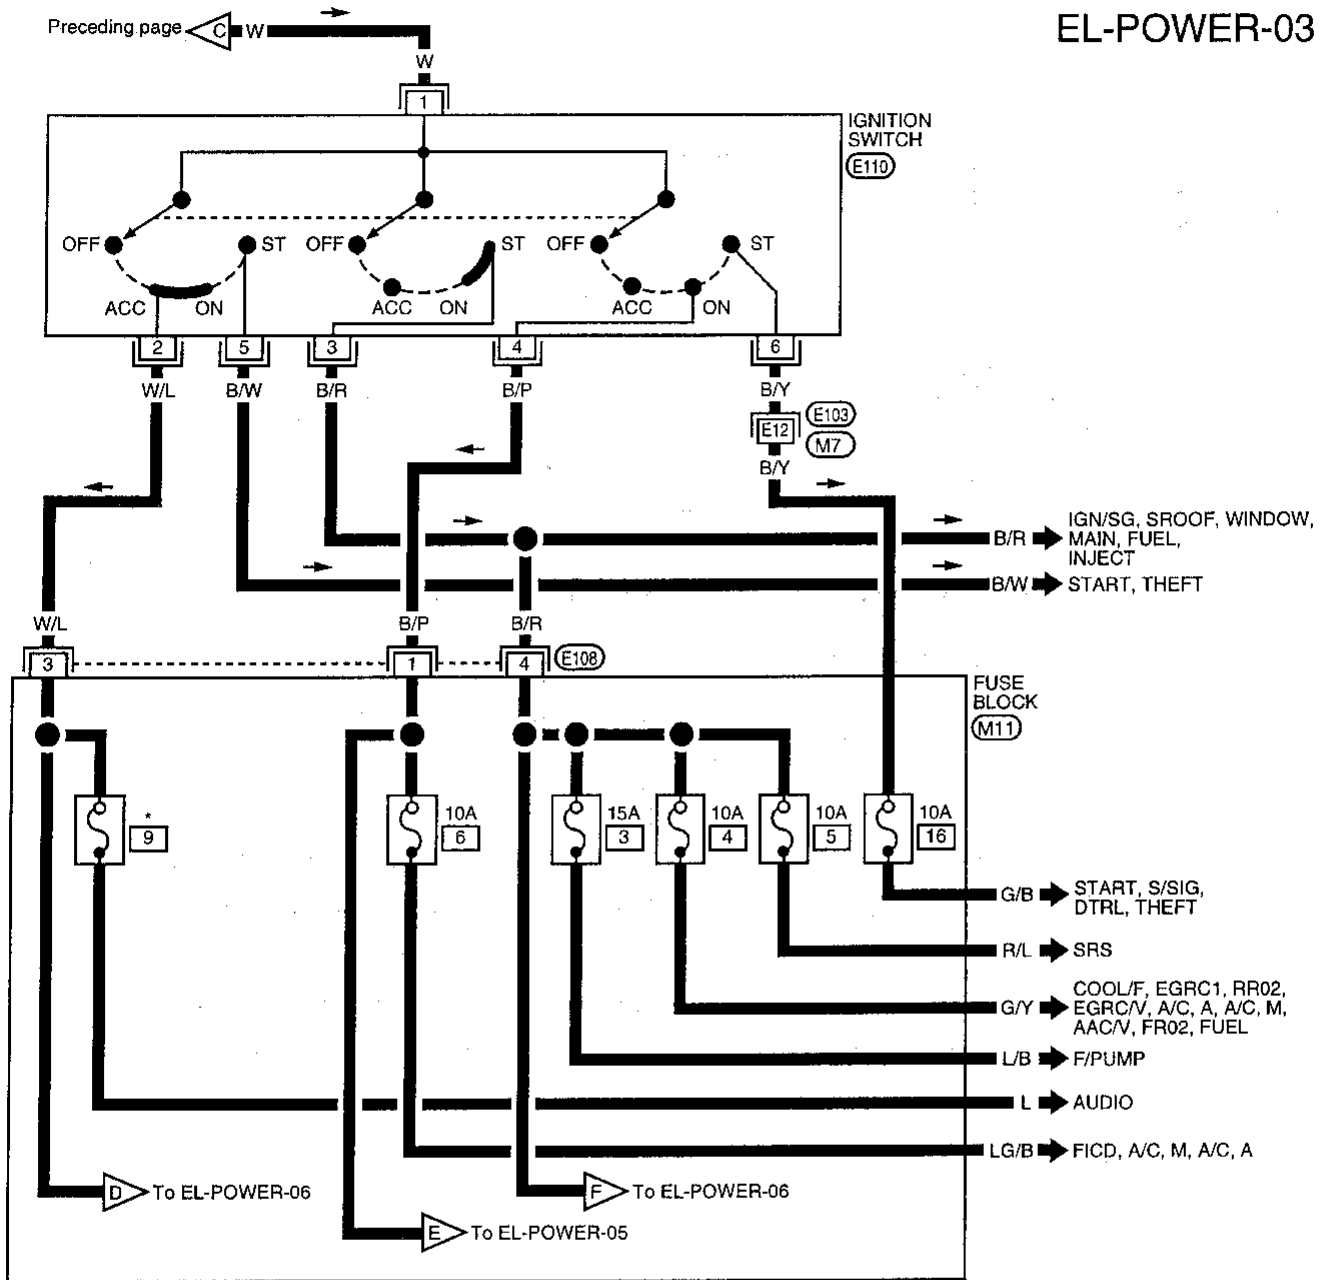 EL-POWER-03
Preceding page C W
W
1
IGNITION
SWITCH
E110
OFF ST OFF ST OFF ST
ACC ON ACC ON ACC ON
2 5 3 4 6
W/L B/W B/R B/P B/Y
E12 E103
M7
B/Y
B/R IGN/SG, SROOF, WINDOW,
MAIN, FUEL,
INJECT
B/W START, THEFT
W/L B/P B/R
3 1 4 E108
FUSE
BLOCK
M11
* 10A 15A 10A 10A 10A
9 6 3 4 5 16
G/B START, S/SIG,
DTRL, THEFT
R/L SRS
G/Y COOL/F, EGRC1, RR02,
EGRC/V, A/C, A, A/C, M,
AAC/V, FR02, FUEL
L/B F/PUMP
L AUDIO
LG/B FICD, A/C, M, A/C, A
D To EL-POWER-06 F To EL-POWER-06
E To EL-POWER-05